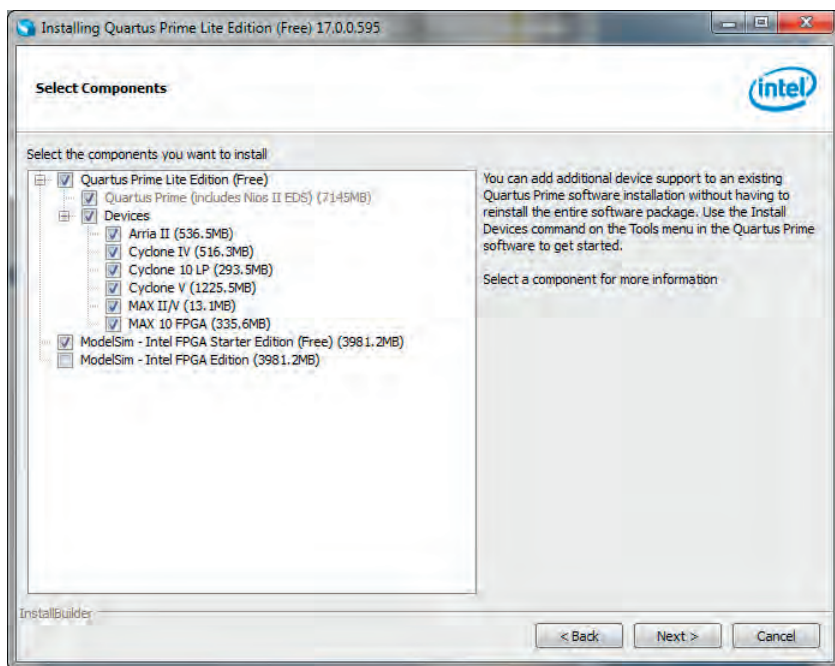 Installing Quartus Prime Lite Edition (Free) 17.0.0.595
Select Components
intel
Select the components you want to install
Quartus Prime Lite Edition (Free)
Quartus Prime (includes Nios II EDS) (7145MB)
Devices
Arria II (536.5MB)
Cyclone IV (516.3MB)
Cyclone 10 LP (293.5MB)
Cyclone V (1225.5MB)
MAX II/V (13.1MB)
MAX 10 FPGA (335.6MB)
ModelSim - Intel FPGA Starter Edition (Free) (3981.2MB)
ModelSim - Intel FPGA Edition (3981.2MB)
You can add additional device support to an existing
Quartus Prime software installation without having to
reinstall the entire software package. Use the Install
Devices command on the Tools menu in the Quartus Prime
software to get started.
Select a component for more information
InstallBuilder
< Back
Next >
Cancel